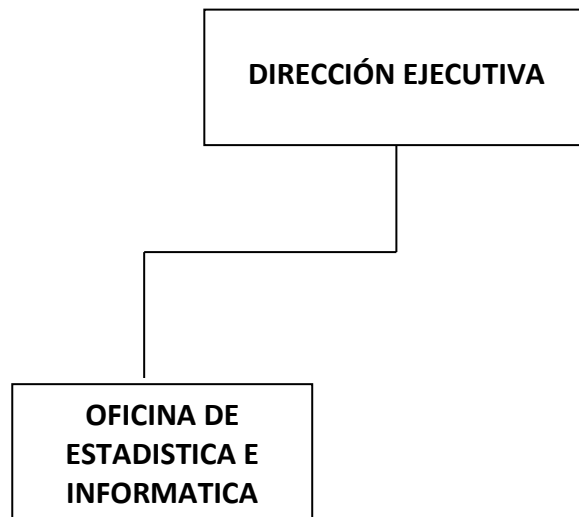 DIRECCIÓN EJECUTIVA
OFICINA DE
ESTADISTICA E
INFORMATICA